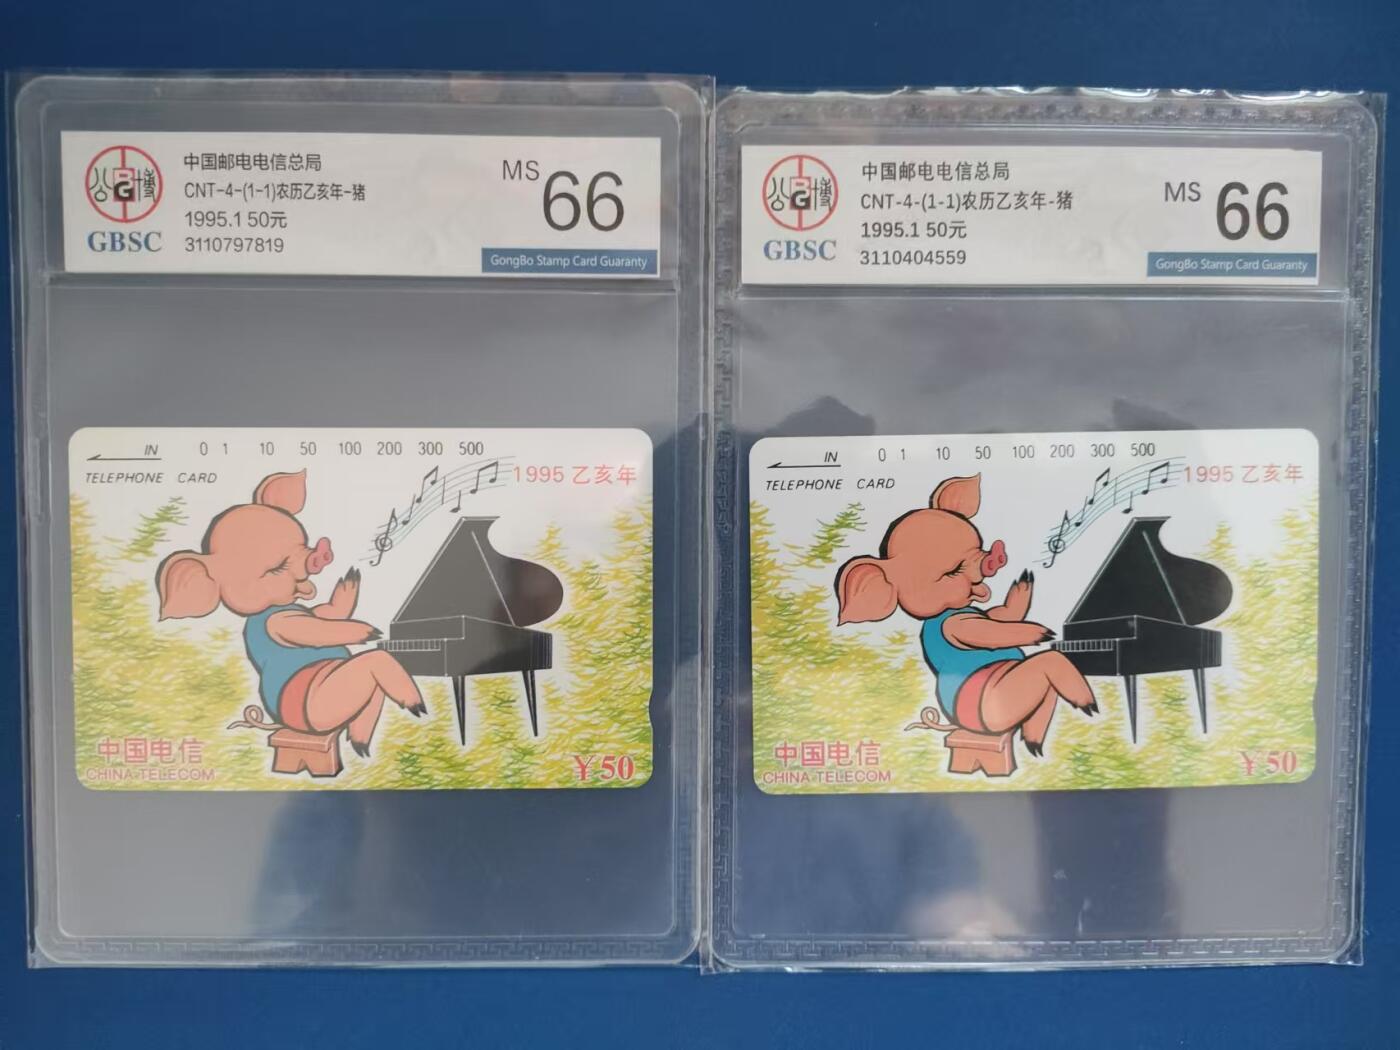 中国邮电电信总局
CNT-4-(1-1)农历乙亥年-猪
1995.1 50元
3110797819
GBSC
MS 66
GongBo Stamp Card Guaranty
公 G 博
IN 0 1 10 50 100 200 300 500
TELEPHONE CARD
1995 乙亥年
中国电信
CHINA TELECOM
¥50
中国邮电电信总局
CNT-4-(1-1)农历乙亥年-猪
1995.1 50元
3110404559
GBSC
MS 66
GongBo Stamp Card Guaranty
公 G 博
IN 0 1 10 50 100 200 300 500
TELEPHONE CARD
1995 乙亥年
中国电信
CHINA TELECOM
¥50